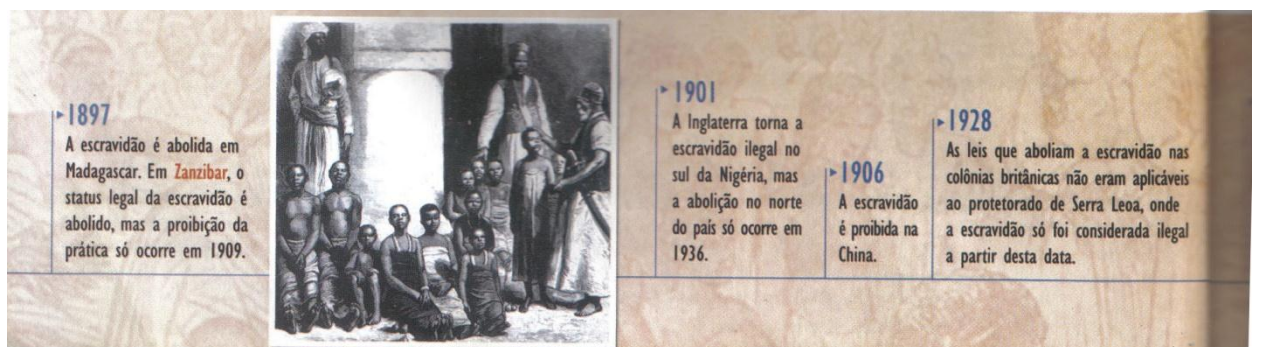 1897
A escravidão é abolida em
Madagascar. Em Zanzibar, o
status legal da escravidão é
abolido, mas a proibição da
prática só ocorre em 1909.
1901
A Inglaterra torna a
escravidão ilegal no
sul da Nigéria, mas
a abolição no norte
do país só ocorre em
1936.
1906
A escravidão
é proibida na
China.
1928
As leis que aboliam a escravidão nas
colônias britânicas não eram aplicáveis
ao protetorado de Serra Leoa, onde
a escravidão só foi considerada ilegal
a partir desta data.